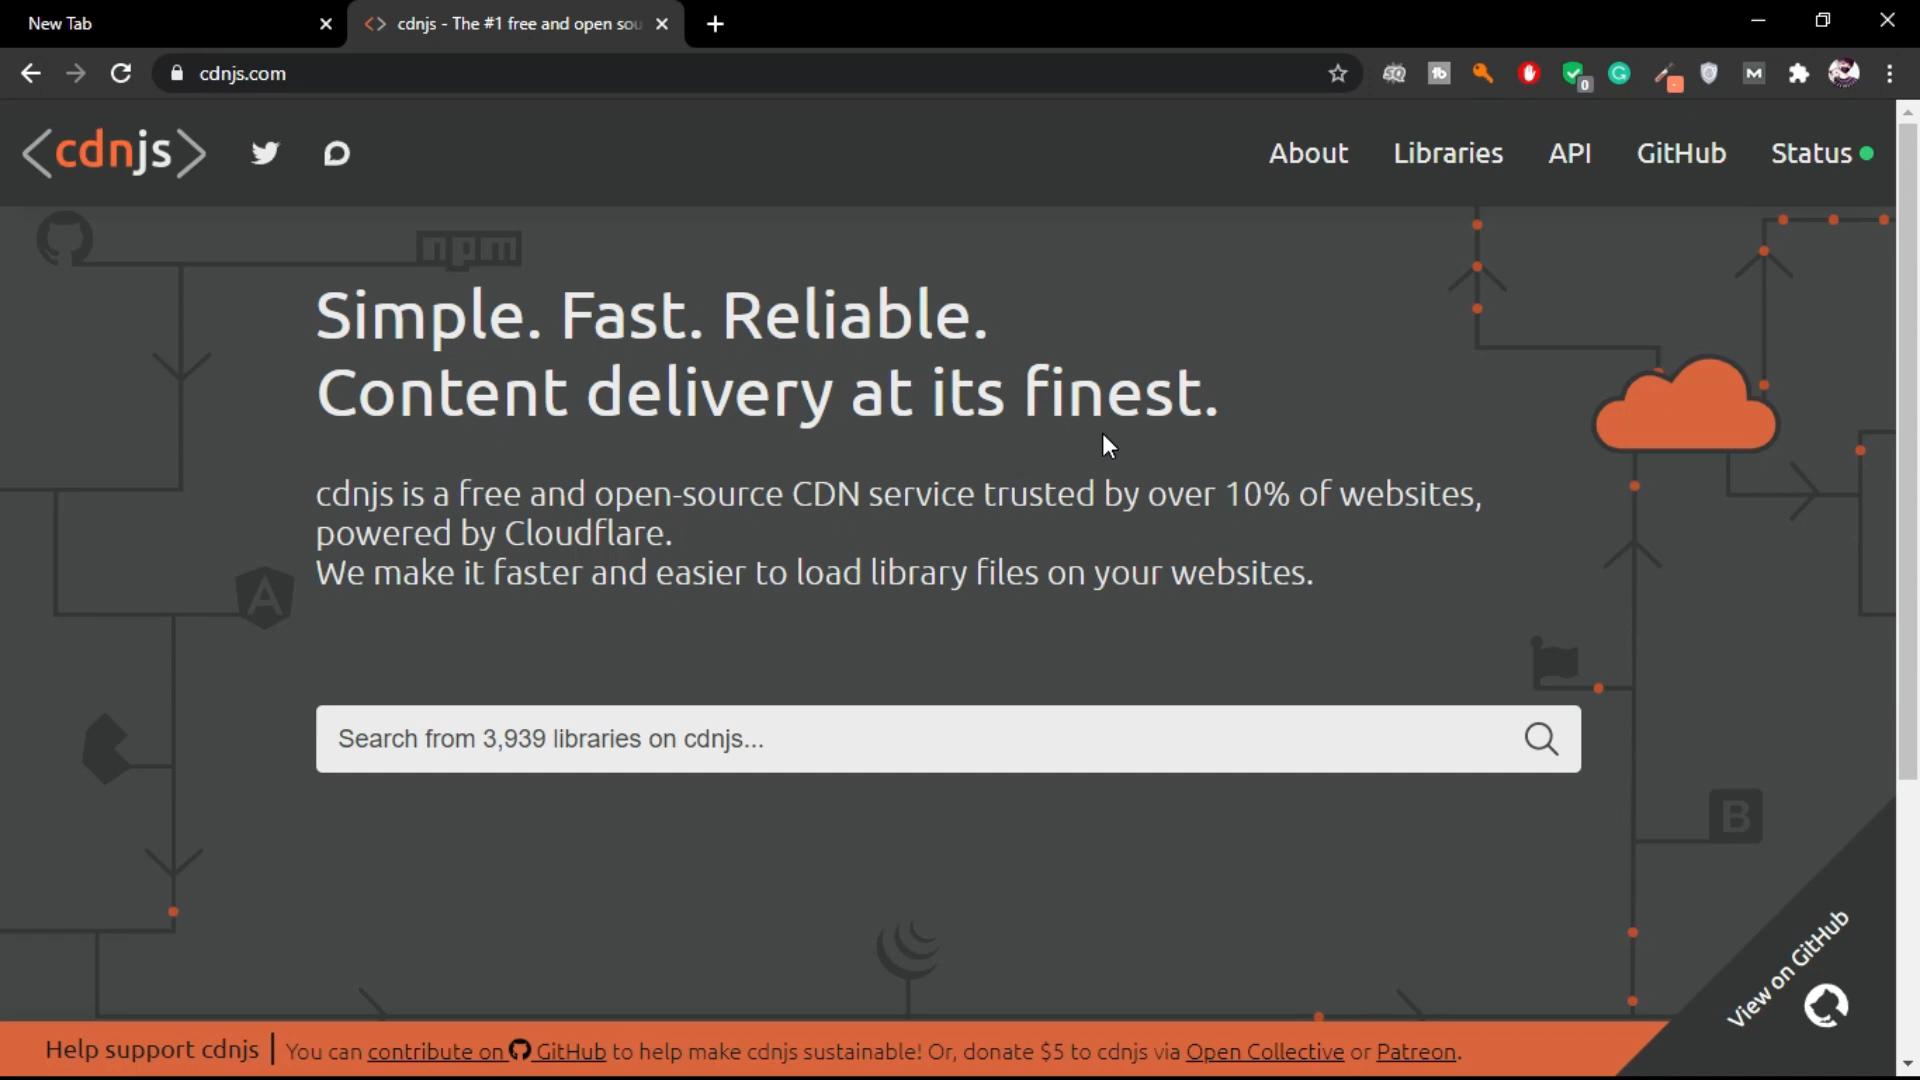 New Tab
cdnjs - The #1 free and open sou
cdnjs.com
<cdnjs>
About
Libraries
API
GitHub
Status
npm
Simple. Fast. Reliable.
Content delivery at its finest.
cdnjs is a free and open-source CDN service trusted by over 10% of websites,
powered by Cloudflare.
We make it faster and easier to load library files on your websites.
A
Search from 3,939 libraries on cdnjs...
B
View on GitHub
Help support cdnjs
You can contribute on GitHub to help make cdnjs sustainable! Or, donate $5 to cdnjs via Open Collective or Patreon.